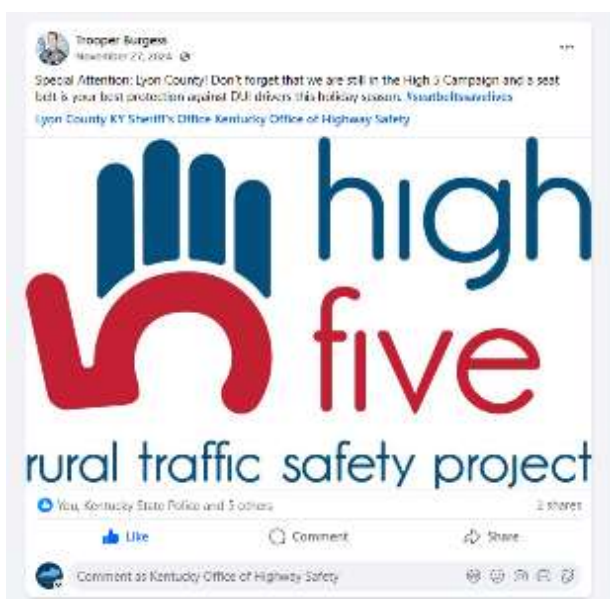 Trooper Burgess
November 27, 2024
Special Attention: Lyon County! Don't forget that we are still in the High 5 Campaign and a seat
belt is your best protection against DUI drivers this holiday season. #seatbeltssavelives
Lyon County KY Sheriff's Office Kentucky Office of Highway Safety
high
five
rural traffic safety project
You, Kentucky State Police and 5 others
2 shares
Like
Comment
Share
Comment as Kentucky Office of Highway Safety